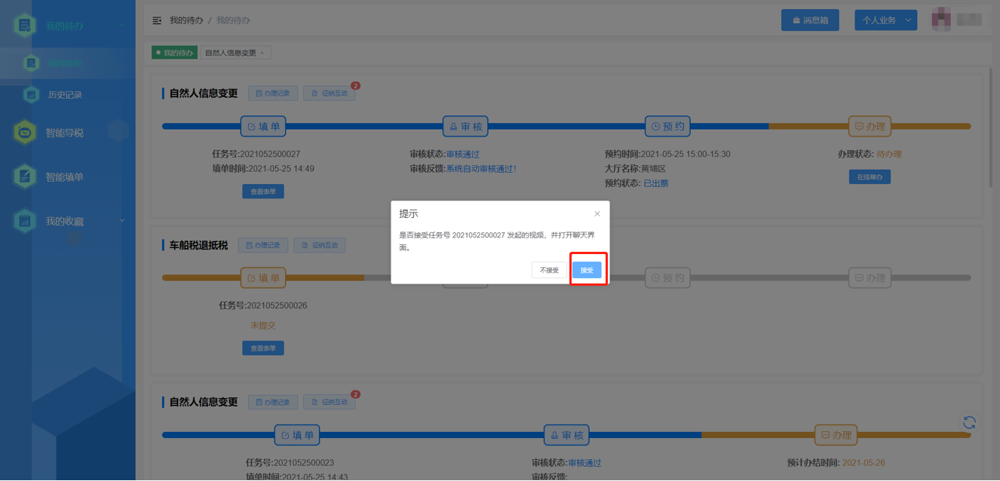 我的待办
我的待办
历史记录
智能导税
智能填单
我的收藏
我的待办 / 我的待办
消息箱
个人业务
我的待办
自然人信息变更 ×
自然人信息变更
办理记录
征纳互动
2
填单
审核
预约
办理
任务号:2021052500027
填单时间:2021-05-25 14:49
查看表单
审核状态:审核通过
审核反馈:系统自动审核通过!
预约时间:2021-05-25 15:00-15:30
大厅名称:黄埔区
预约状态: 已出票
办理状态: 待办理
在线帮办
提示
是否接受任务号 2021052500027 发起的视频,并打开聊天界
面。
不接受
接受
车船税退抵税
办理记录
征纳互动
填单
预约
办理
任务号:2021052500026
未提交
查看表单
自然人信息变更
办理记录
征纳互动
2
填单
审核
办理
任务号:2021052500023
填单时间:2021-05-25 14:43
审核状态:审核通过
审核反馈:
预计办结时间: 2021-05-26